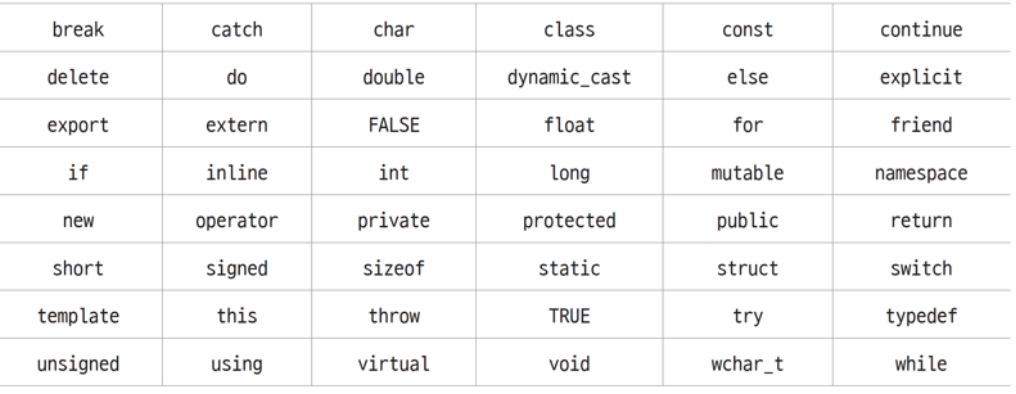 break catch char class const continue
delete do double dynamic_cast else explicit
export extern FALSE float for friend
if inline int long mutable namespace
new operator private protected public return
short signed sizeof static struct switch
template this throw TRUE try typedef
unsigned using virtual void wchar_t while